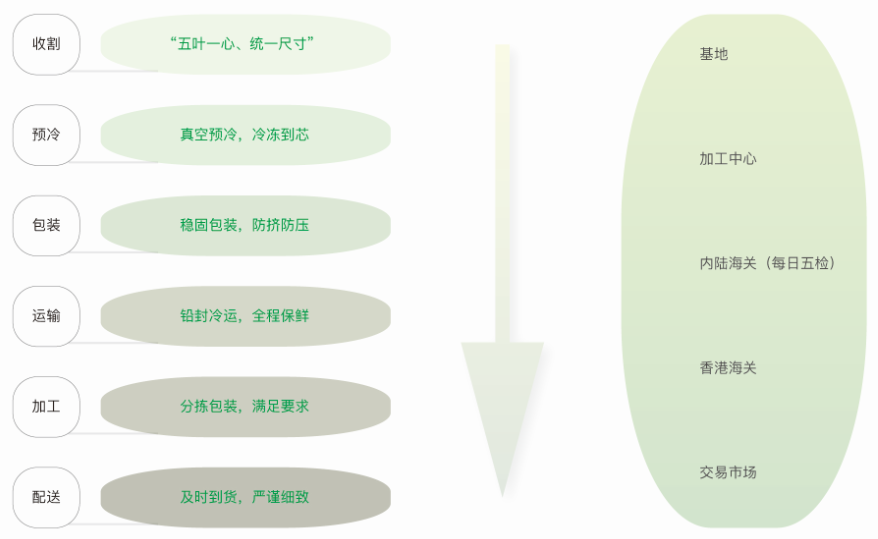 收割
“五叶一心、统一尺寸”
预冷
真空预冷，冷冻到芯
包装
稳固包装，防挤防压
运输
铅封冷运，全程保鲜
加工
分拣包装，满足要求
配送
及时到货，严谨细致
基地
加工中心
内陆海关（每日五检）
香港海关
交易市场